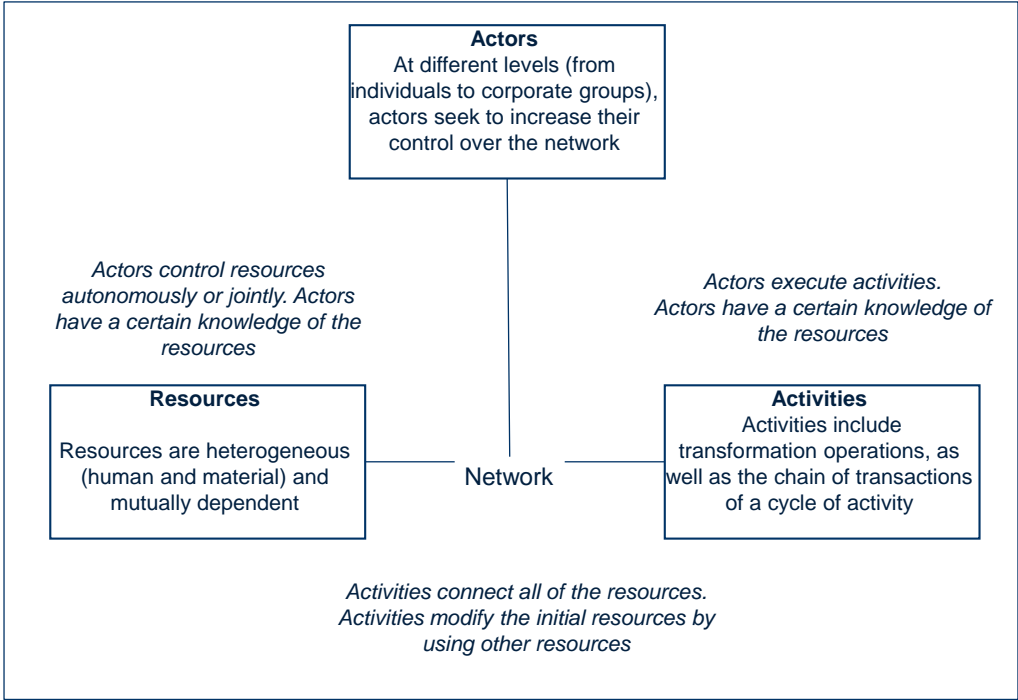 Actors
At different levels (from
individuals to corporate groups),
actors seek to increase their
control over the network
Actors control resources
autonomously or jointly. Actors
have a certain knowledge of the
resources
Actors execute activities.
Actors have a certain knowledge of
the resources
Resources
Resources are heterogeneous
(human and material) and
mutually dependent
Network
Activities
Activities include
transformation operations, as
well as the chain of transactions
of a cycle of activity
Activities connect all of the resources.
Activities modify the initial resources by
using other resources